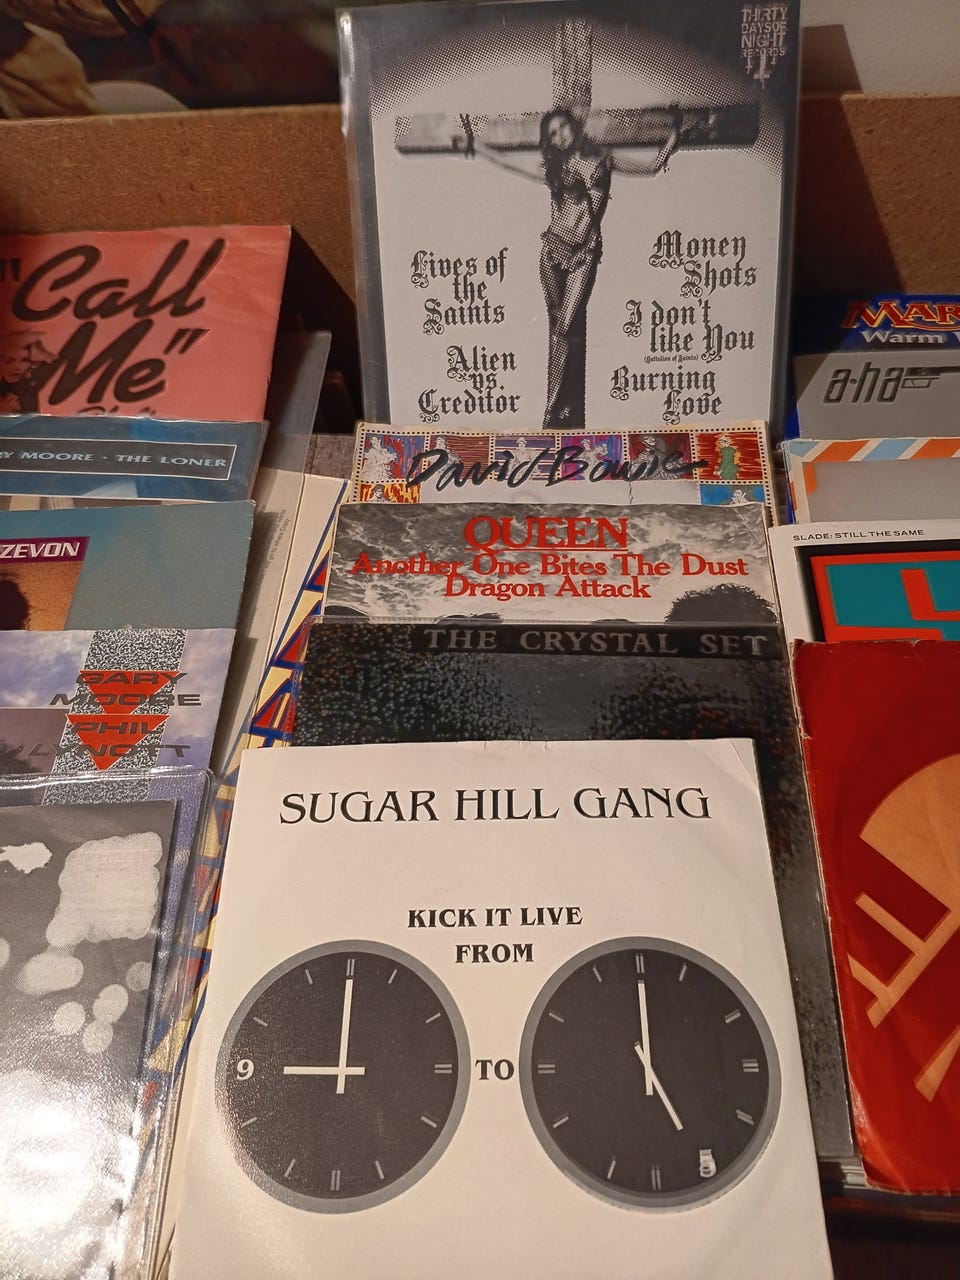 THIRTY
DAYS OF
NIGHT
RECORDS
Lives of
the
Saints
Alien
vs.
Creditor
Money
Shots
I don't
like You
(Battalion of Saints)
Burning
Love
"Call
Me"
RY MOORE · THE LONER
ZEVON
GARY
MOORE
PHIL
LYNOTT
David Bowie
QUEEN
Another One Bites The Dust
Dragon Attack
THE CRYSTAL SET
SUGAR HILL GANG
KICK IT LIVE
FROM
9
TO
5
MAR
Warm
a-ha
SLADE: STILL THE SAME